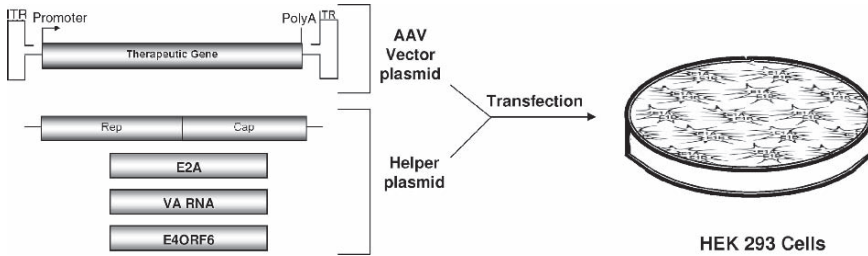 ITR
Promoter
PolyA
TR
Therapeutic Gene
AAV
Vector
plasmid
Rep
Cap
E2A
VA RNA
E4ORF6
Helper
plasmid
Transfection
HEK 293 Cells